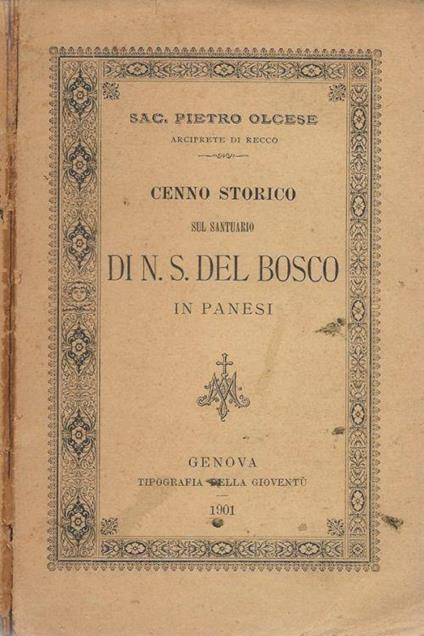 SAC. PIETRO OLCESE
ARCIPRETE DI RECCO
CENNO STORICO
SUL SANTUARIO
DI N. S. DEL BOSCO
IN PANESI
GENOVA
TIPOGRAFIA DELLA GIOVENTÙ
1901